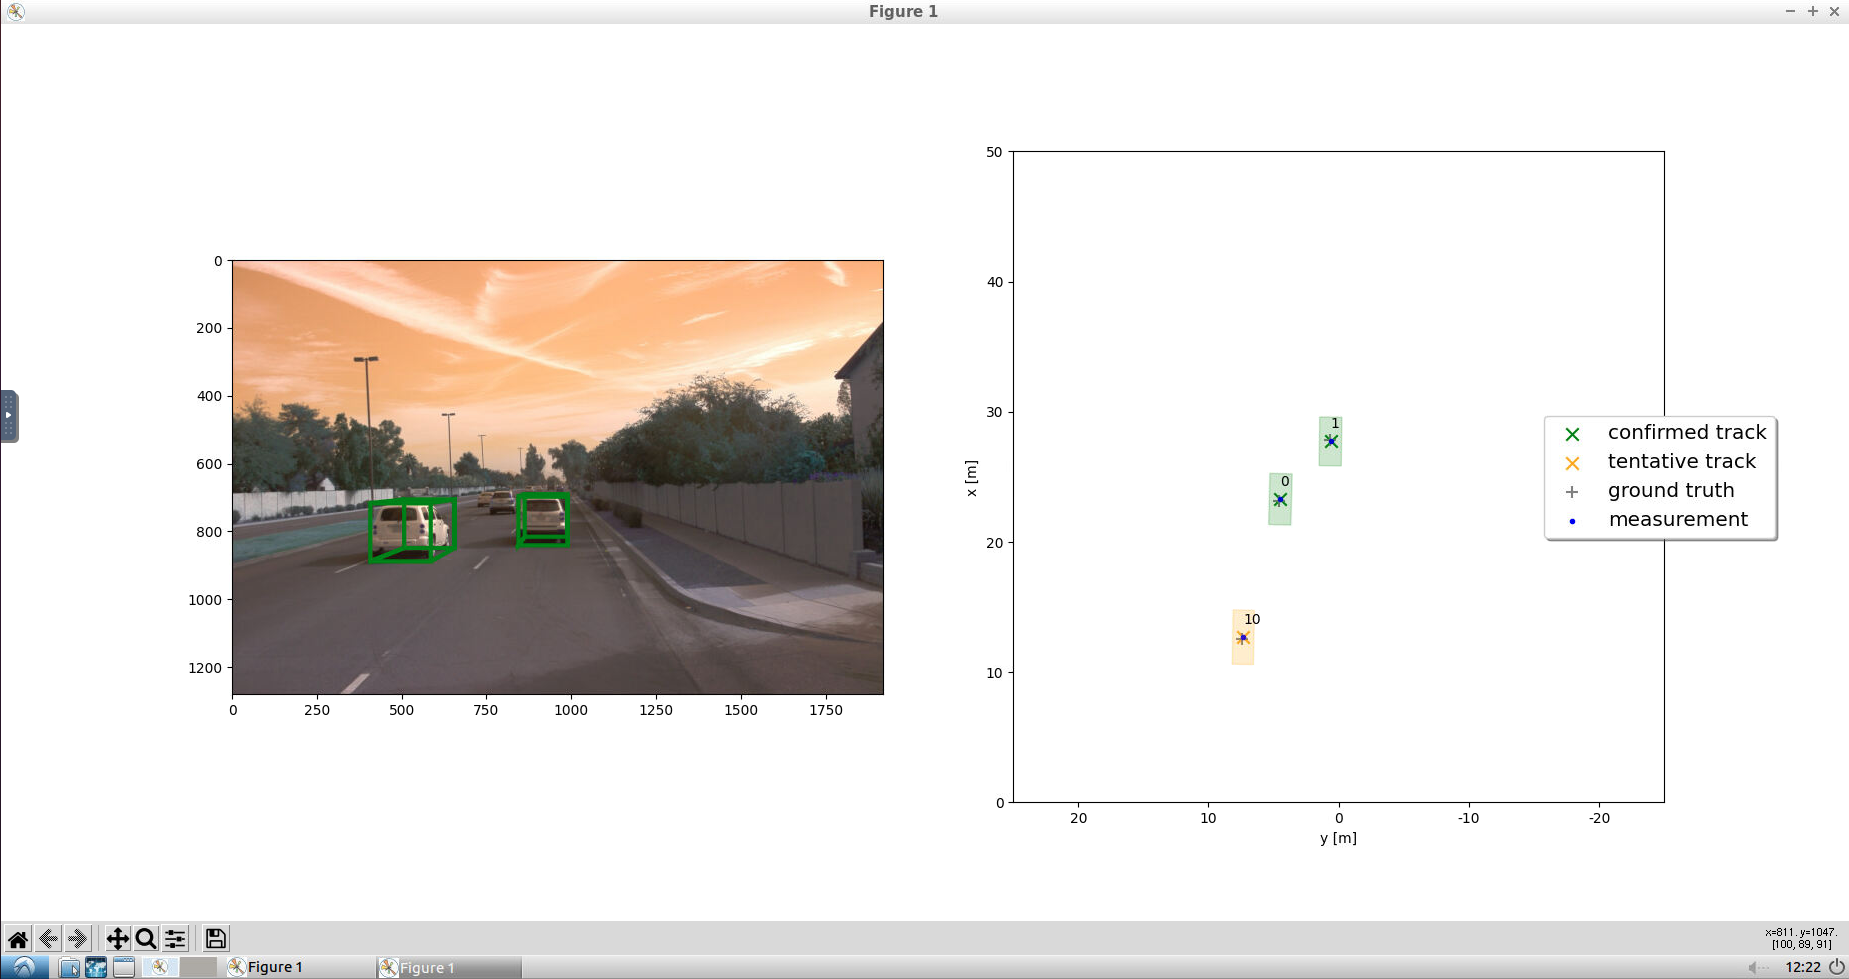 Figure 1
0
200
400
600
800
1000
1200
0 250 500 750 1000 1250 1500 1750
50
40
30
20
10
0
x [m]
20 10 0 -10 -20
y [m]
1
0
10
confirmed track
tentative track
ground truth
measurement
x=811. y=1047.
[100, 89, 91]
Figure 1
Figure 1
12:22